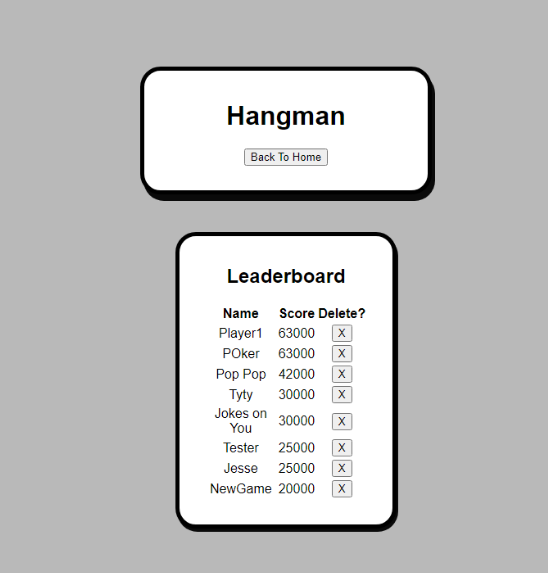 Hangman
Back To Home
Leaderboard
Name Score Delete?
Player1 63000 X
POker 63000 X
Pop Pop 42000 X
Tyty 30000 X
Jokes on
You 30000 X
Tester 25000 X
Jesse 25000 X
NewGame 20000 X